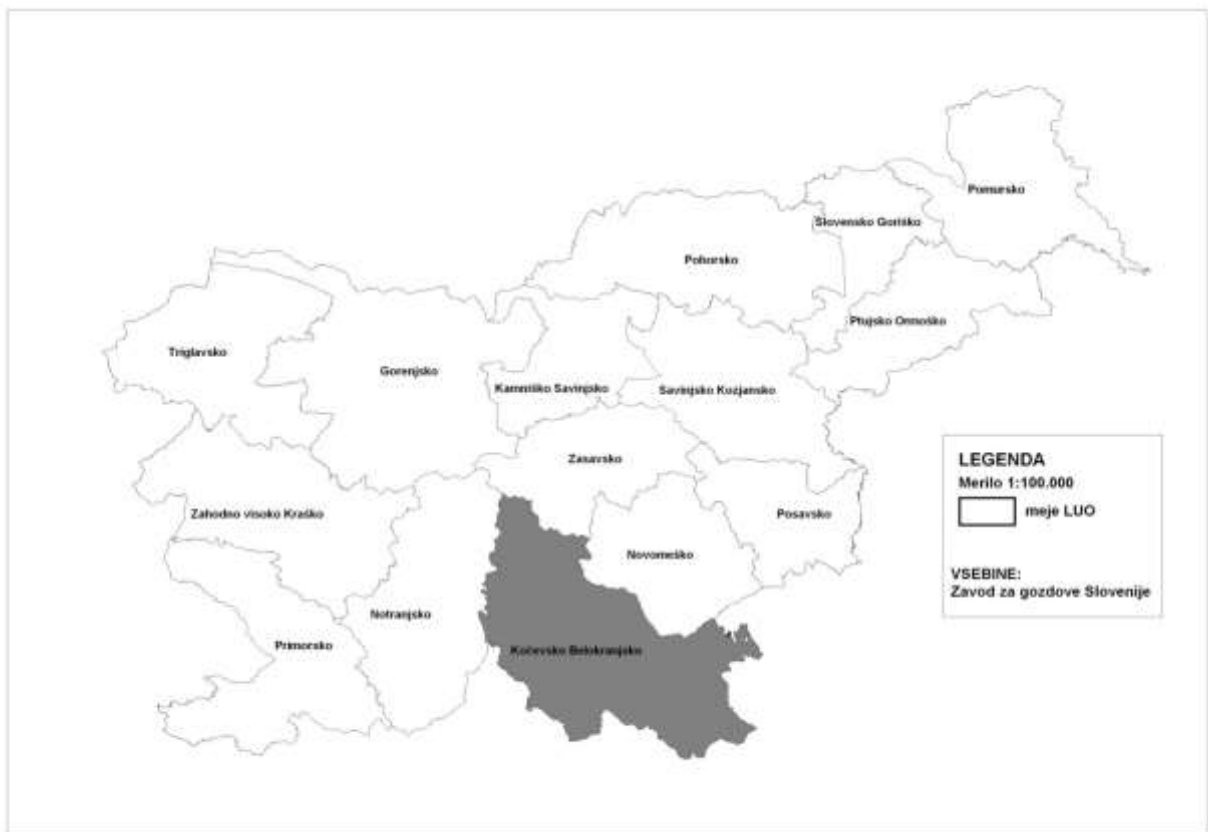 Pomursko
Slovensko Goriško
Pohorsko
Ptujsko Ormoško
Triglavsko
Gorenjsko
Kamniško Savinjsko
Savinjsko Kozjansko
Zasavsko
Zahodno visoko Kraško
Posavsko
Novomeško
Notranjsko
Primorsko
Kočevsko Belokranjsko
LEGENDA
Merilo 1:100.000
meje LUO
VSEBINE:
Zavod za gozdove Slovenije